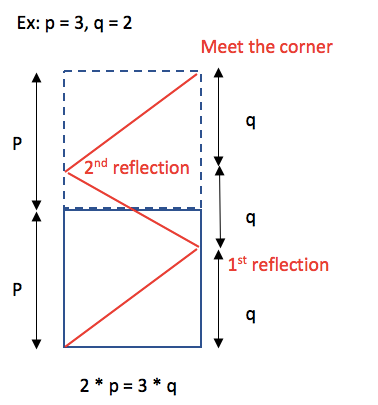 Ex: p = 3, q = 2
Meet the corner
P
q
2nd reflection
q
1st reflection
P
q
2 * p = 3 * q